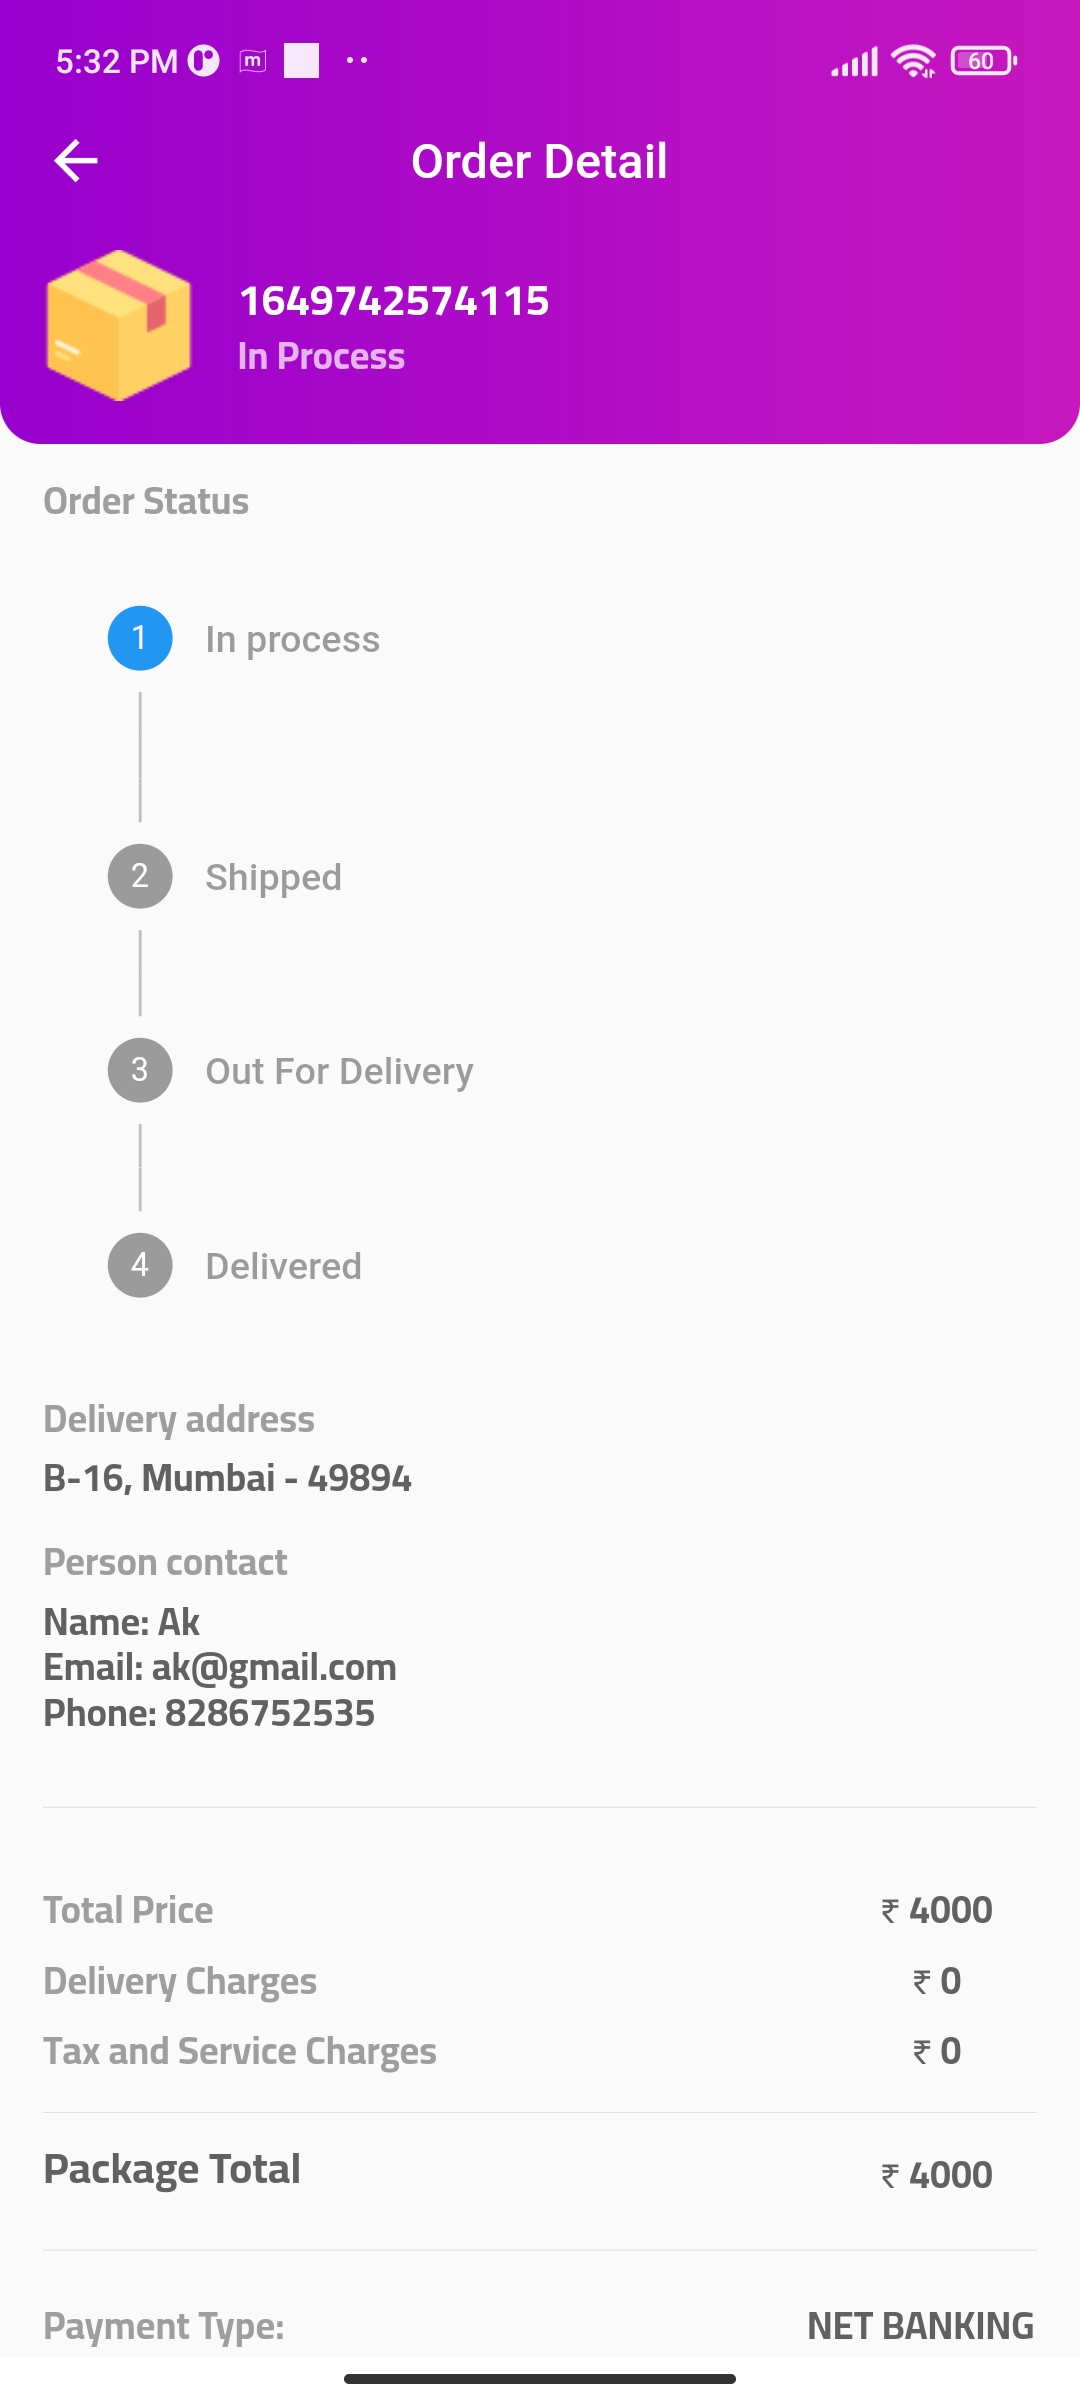 5:32 PM m 60
Order Detail
1649742574115
In Process
Order Status
1 In process
2 Shipped
3 Out For Delivery
4 Delivered
Delivery address
B-16, Mumbai - 49894
Person contact
Name: Ak
Email: ak@gmail.com
Phone: 8286752535
Total Price ₹ 4000
Delivery Charges ₹ 0
Tax and Service Charges ₹ 0
Package Total ₹ 4000
Payment Type: NET BANKING